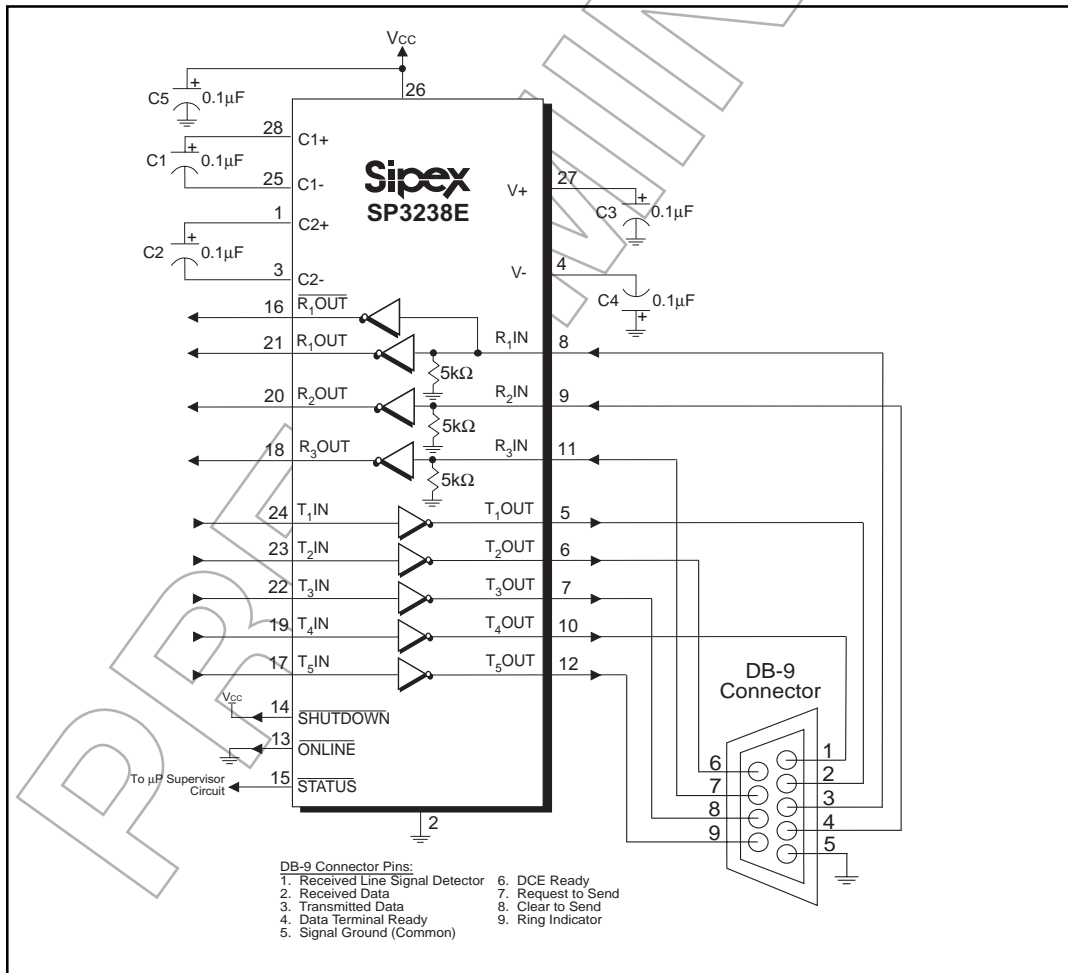 VCC
26
C5
+
0.1µF
28
C1+
C1
+
0.1µF
25
C1-
1
C2+
C2
+
0.1µF
3
C2-
Sipex
SP3238E
V+
27
C3
+
0.1µF
V-
4
C4
0.1µF
+
16
R1OUT
21
R1OUT
R1IN
8
5kΩ
20
R2OUT
R2IN
9
5kΩ
18
R3OUT
R3IN
11
5kΩ
24
T1IN
T1OUT
5
23
T2IN
T2OUT
6
22
T3IN
T3OUT
7
19
T4IN
T4OUT
10
17
T5IN
T5OUT
12
VCC
14
SHUTDOWN
13
ONLINE
To µP Supervisor
Circuit
15
STATUS
2
DB-9
Connector
6
7
8
9
1
2
3
4
5
DB-9 Connector Pins:
1. Received Line Signal Detector
2. Received Data
3. Transmitted Data
4. Data Terminal Ready
5. Signal Ground (Common)
6. DCE Ready
7. Request to Send
8. Clear to Send
9. Ring Indicator